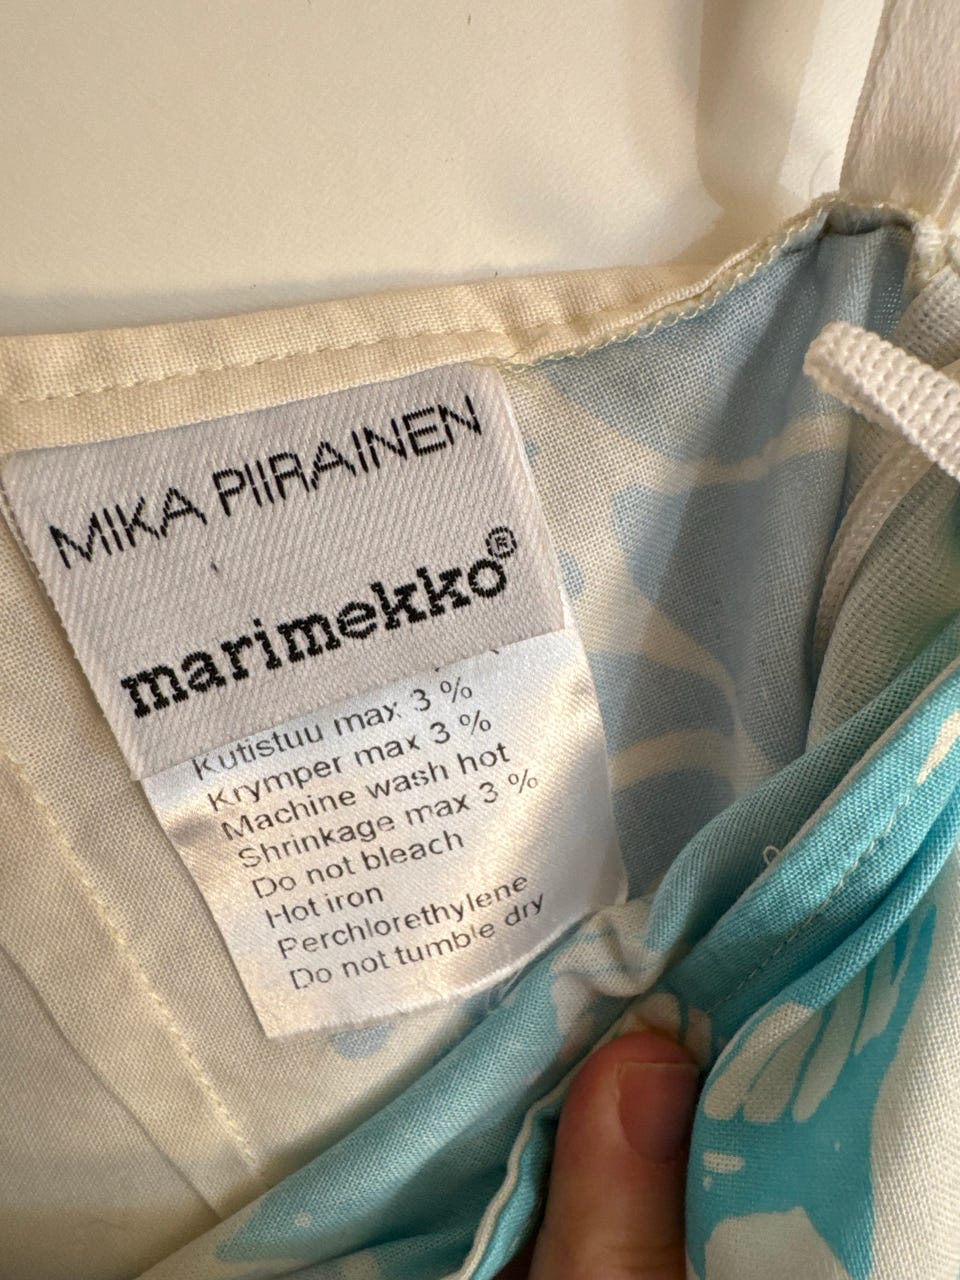 MIKA PIIRAINEN
marimekko®
Kutistuu max 3 %
Krymper max 3 %
Machine wash hot
Shrinkage max 3 %
Do not bleach
Hot iron
Perchlorethylene
Do not tumble dry